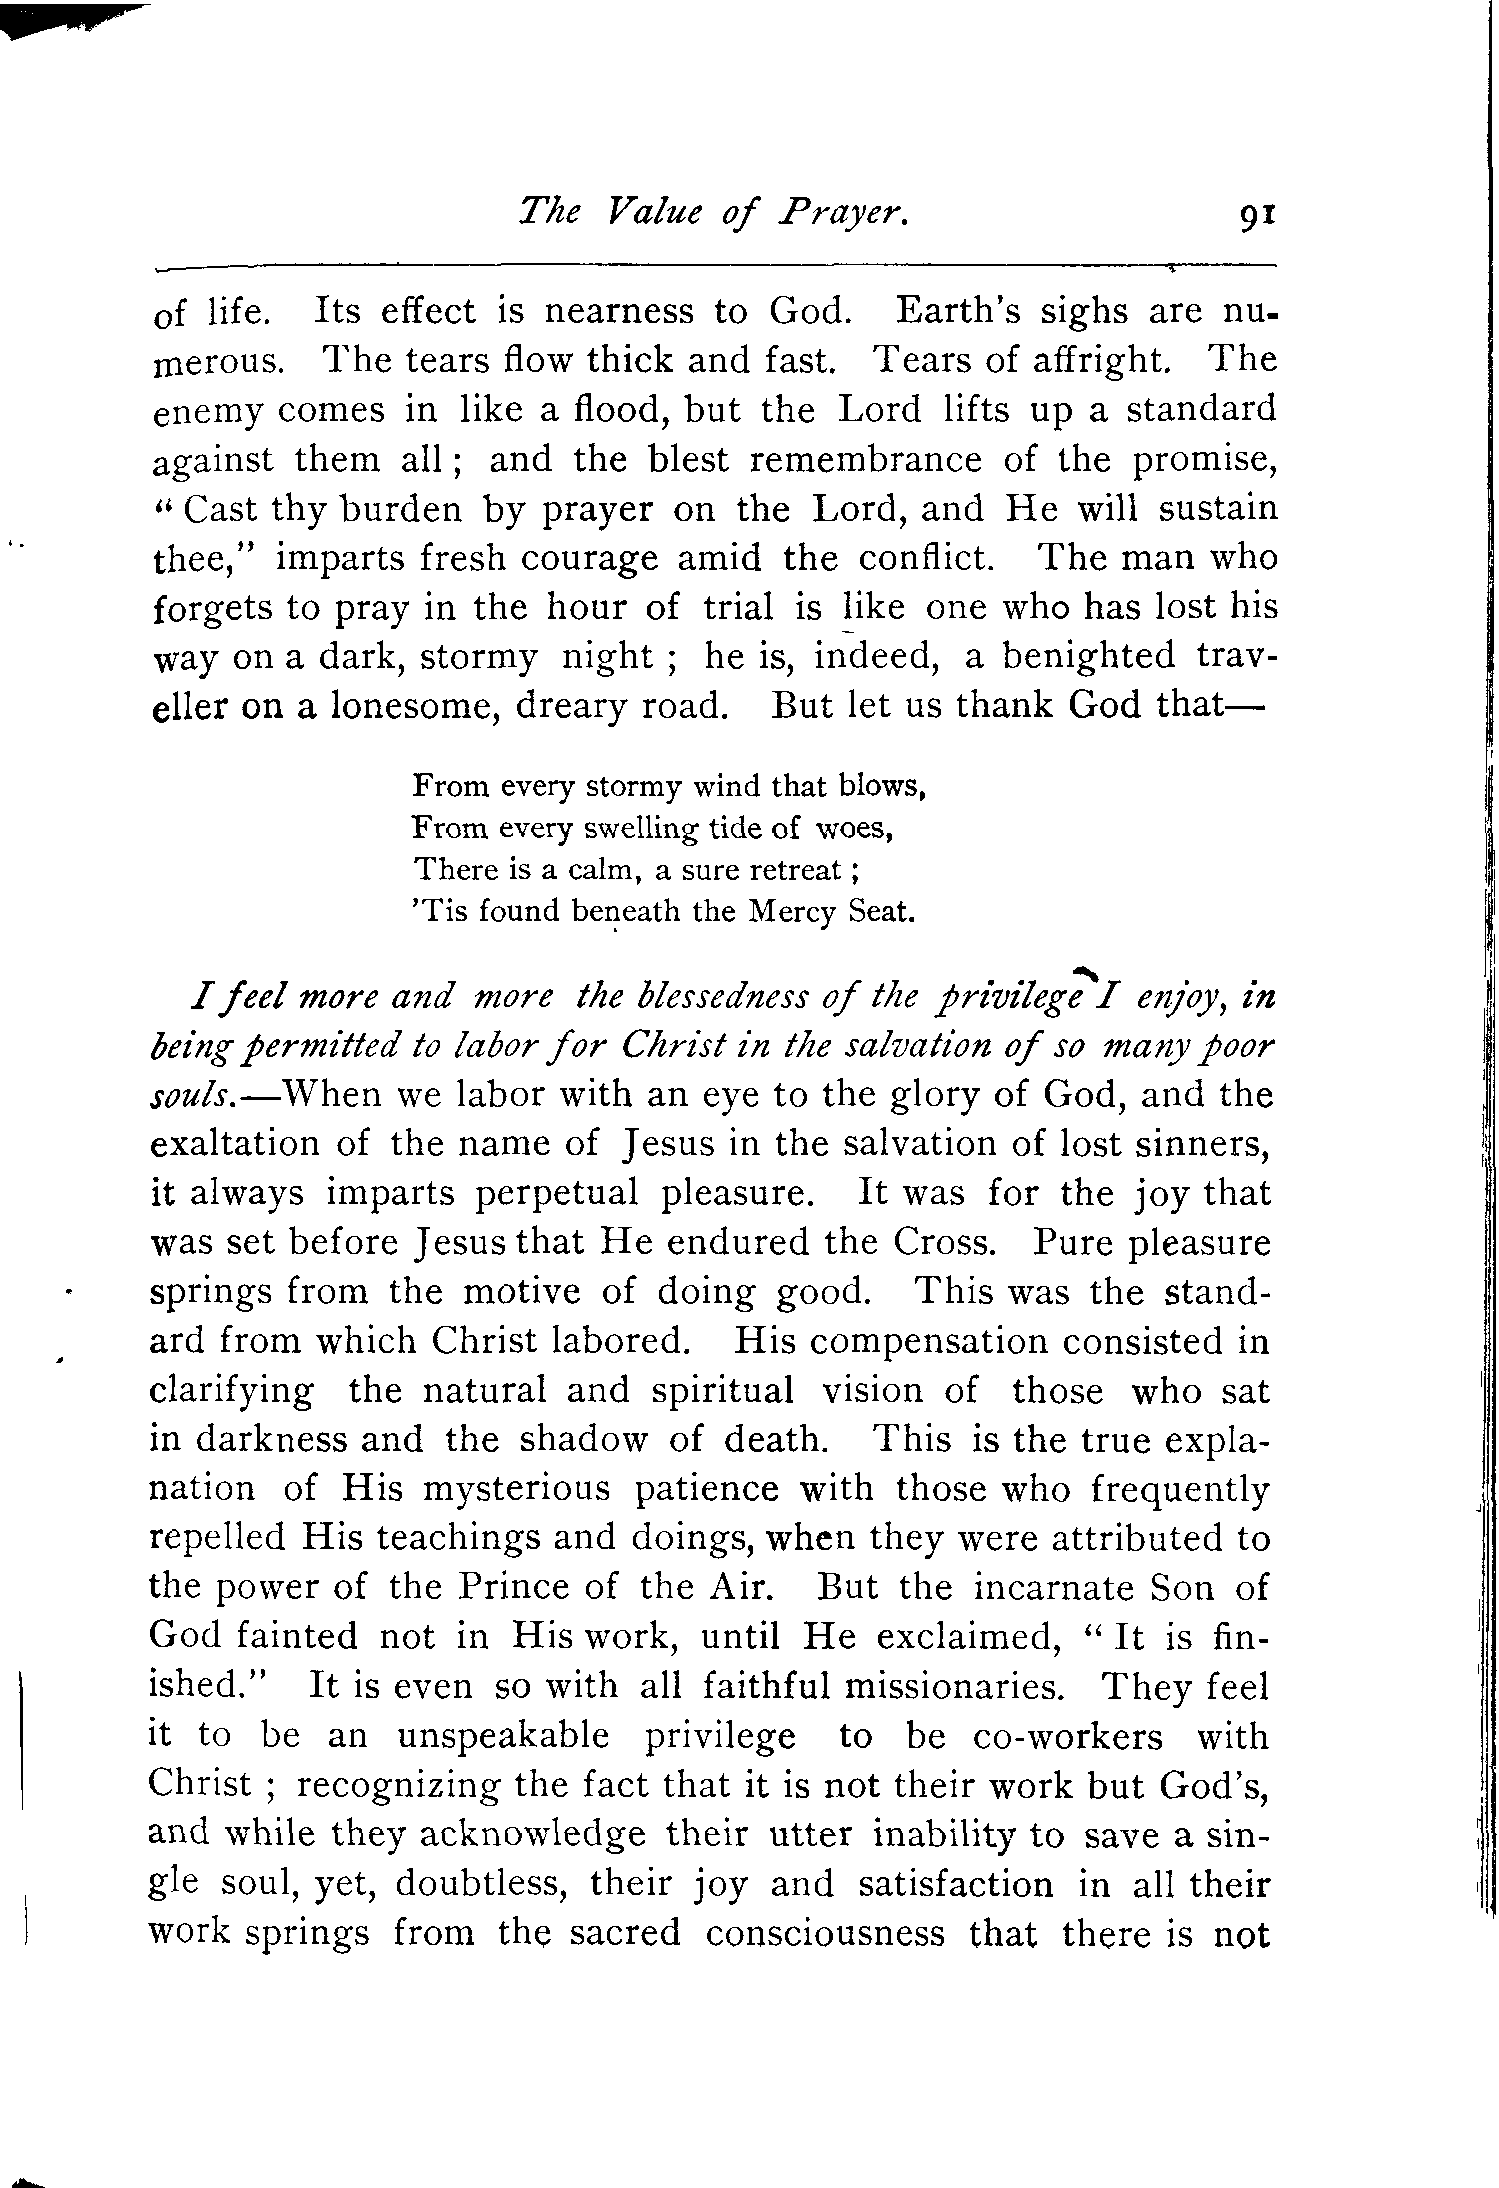 The Value of Prayer. 91
of life. Its effect is nearness to God. Earth's sighs are nu-
merous. The tears flow thick and fast. Tears of affright. The
enemy comes in like a flood, but the Lord lifts up a standard
against them all ; and the blest remembrance of the promise,
" Cast thy burden by prayer on the Lord, and He will sustain
thee," imparts fresh courage amid the conflict. The man who
forgets to pray in the hour of trial is like one who has lost his
way on a dark, stormy night ; he is, indeed, a benighted trav-
eller on a lonesome, dreary road. But let us thank God that—
From every stormy wind that blows,
From every swelling tide of woes,
There is a calm, a sure retreat ;
'Tis found beneath the Mercy Seat.
I feel more and more the blessedness of the privilege I enjoy, in
being permitted to labor for Christ in the salvation of so many poor
souls.—When we labor with an eye to the glory of God, and the
exaltation of the name of Jesus in the salvation of lost sinners,
it always imparts perpetual pleasure. It was for the joy that
was set before Jesus that He endured the Cross. Pure pleasure
springs from the motive of doing good. This was the stand-
ard from which Christ labored. His compensation consisted in
clarifying the natural and spiritual vision of those who sat
in darkness and the shadow of death. This is the true expla-
nation of His mysterious patience with those who frequently
repelled His teachings and doings, when they were attributed to
the power of the Prince of the Air. But the incarnate Son of
God fainted not in His work, until He exclaimed, " It is fin-
ished." It is even so with all faithful missionaries. They feel
it to be an unspeakable privilege to be co-workers with
Christ ; recognizing the fact that it is not their work but God's,
and while they acknowledge their utter inability to save a sin-
gle soul, yet, doubtless, their joy and satisfaction in all their
work springs from the sacred consciousness that there is not